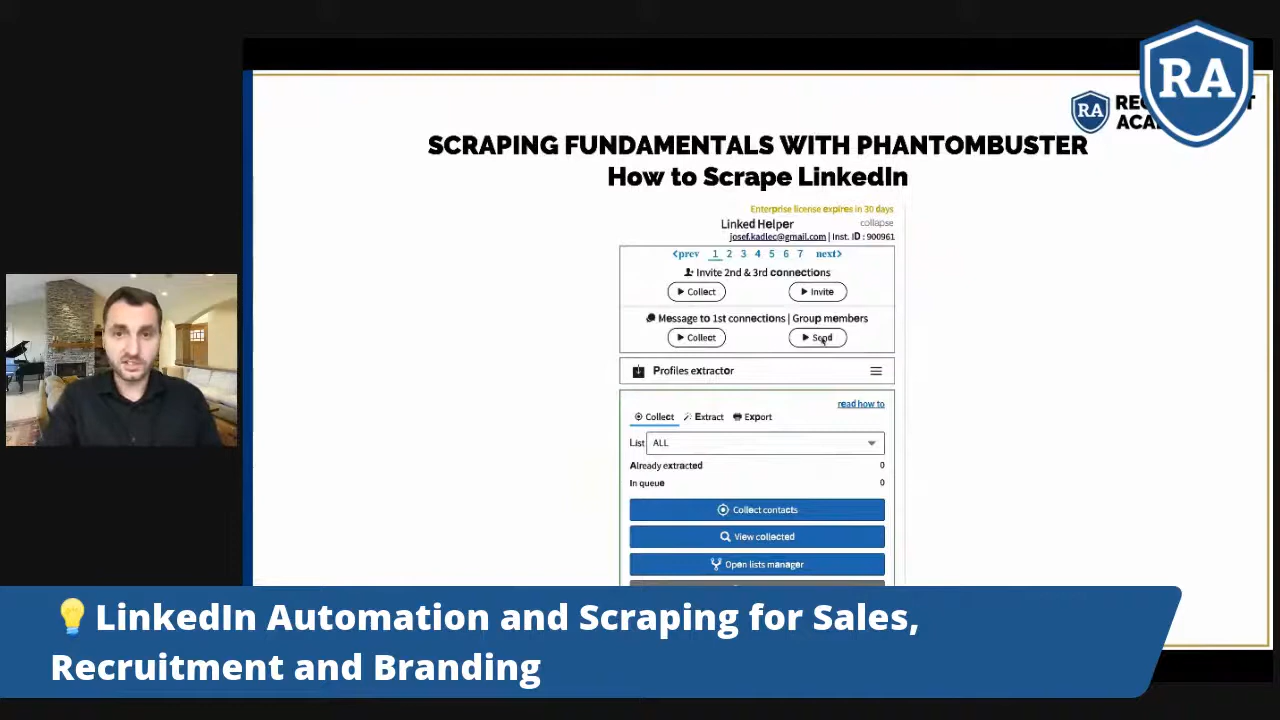 RA
RA
SCRAPING FUNDAMENTALS WITH PHANTOMBUSTER
How to Scrape LinkedIn
Enterprise license expires in 30 days
Linked Helper
collapse
josef.kadlec@gmail.com | Inst. ID : 900961
<prev 1 2 3 4 5 6 7 next>
Invite 2nd & 3rd connections
Collect Invite
Message to 1st connections | Group members
Collect Send
Profiles extractor
read how to
Collect Extract Export
List ALL
Already extracted 0
In queue 0
Collect contacts
View collected
Open lists manager
LinkedIn Automation and Scraping for Sales,
Recruitment and Branding